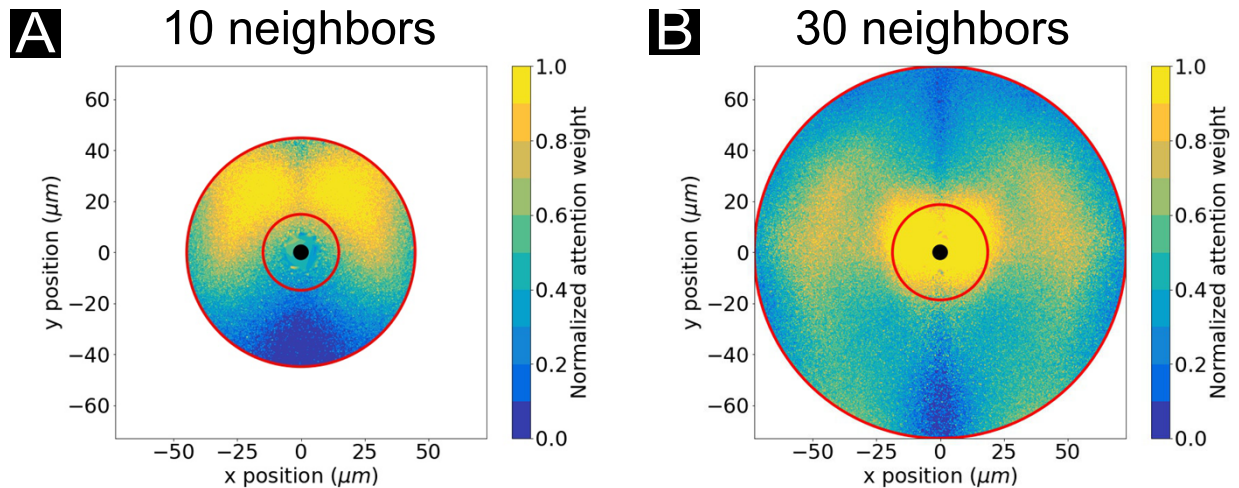 A 10 neighbors
60
40
20
0
−20
−40
−60
y position (μm)
−50 −25 0 25 50
x position (μm)
1.0
0.8
0.6
0.4
0.2
0.0
Normalized attention weight
B 30 neighbors
60
40
20
0
−20
−40
−60
y position (μm)
−50 −25 0 25 50
x position (μm)
1.0
0.8
0.6
0.4
0.2
0.0
Normalized attention weight